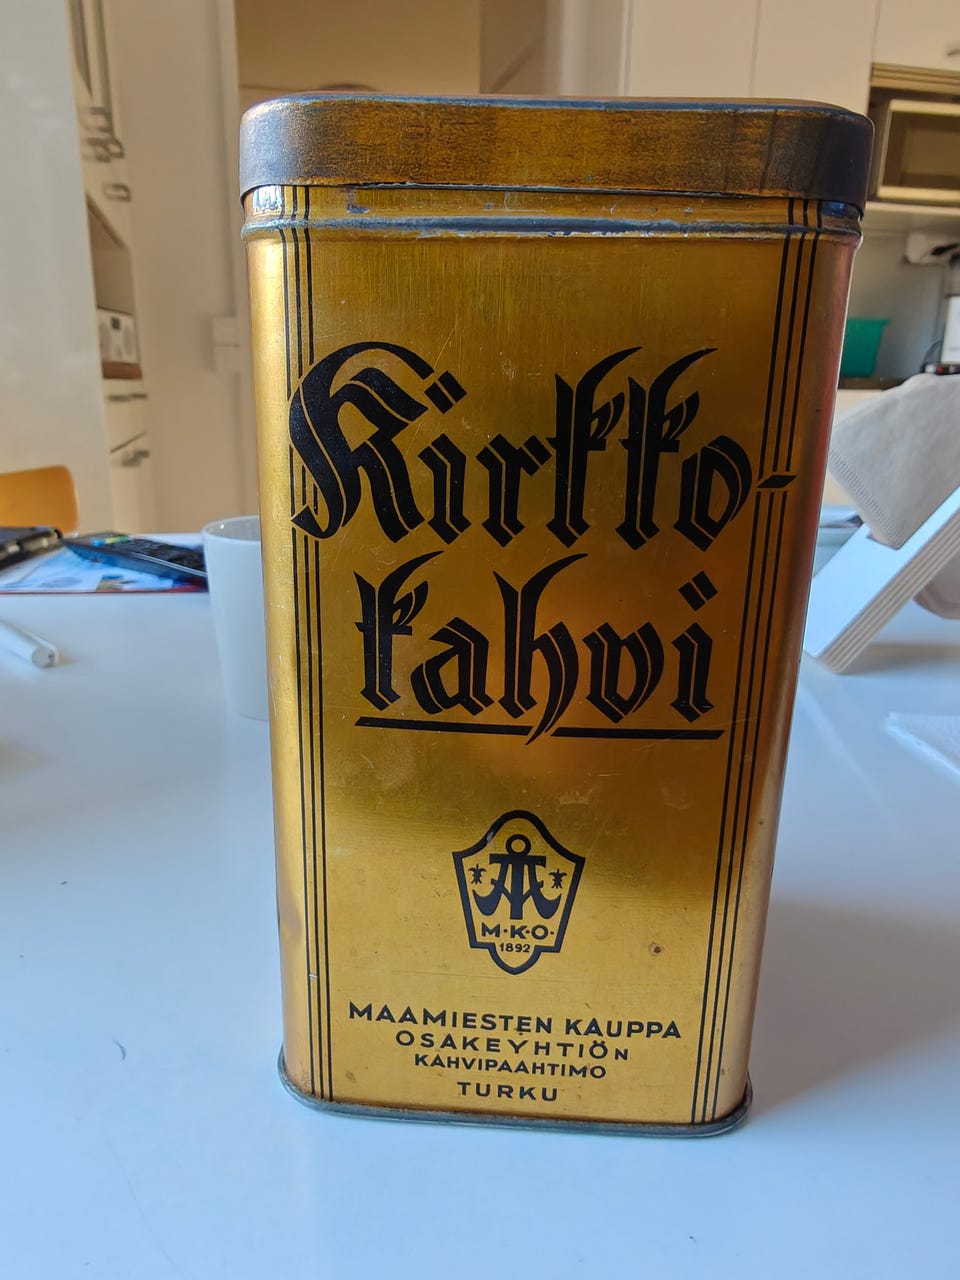 Kirkko-
kahvi
M·K·O·
1892
MAAMIESTEN KAUPPA
OSAKEYHTIÖN
KAHVIPAAHTIMO
TURKU